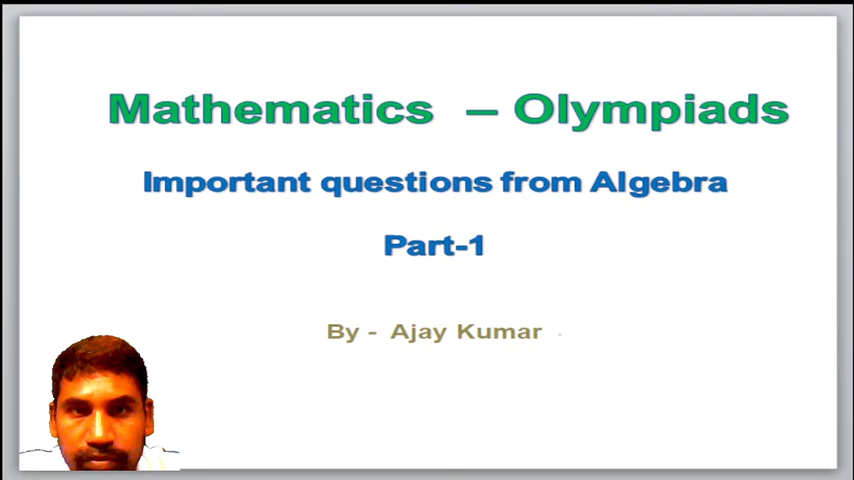 Mathematics – Olympiads
Important questions from Algebra
Part-1
By - Ajay Kumar